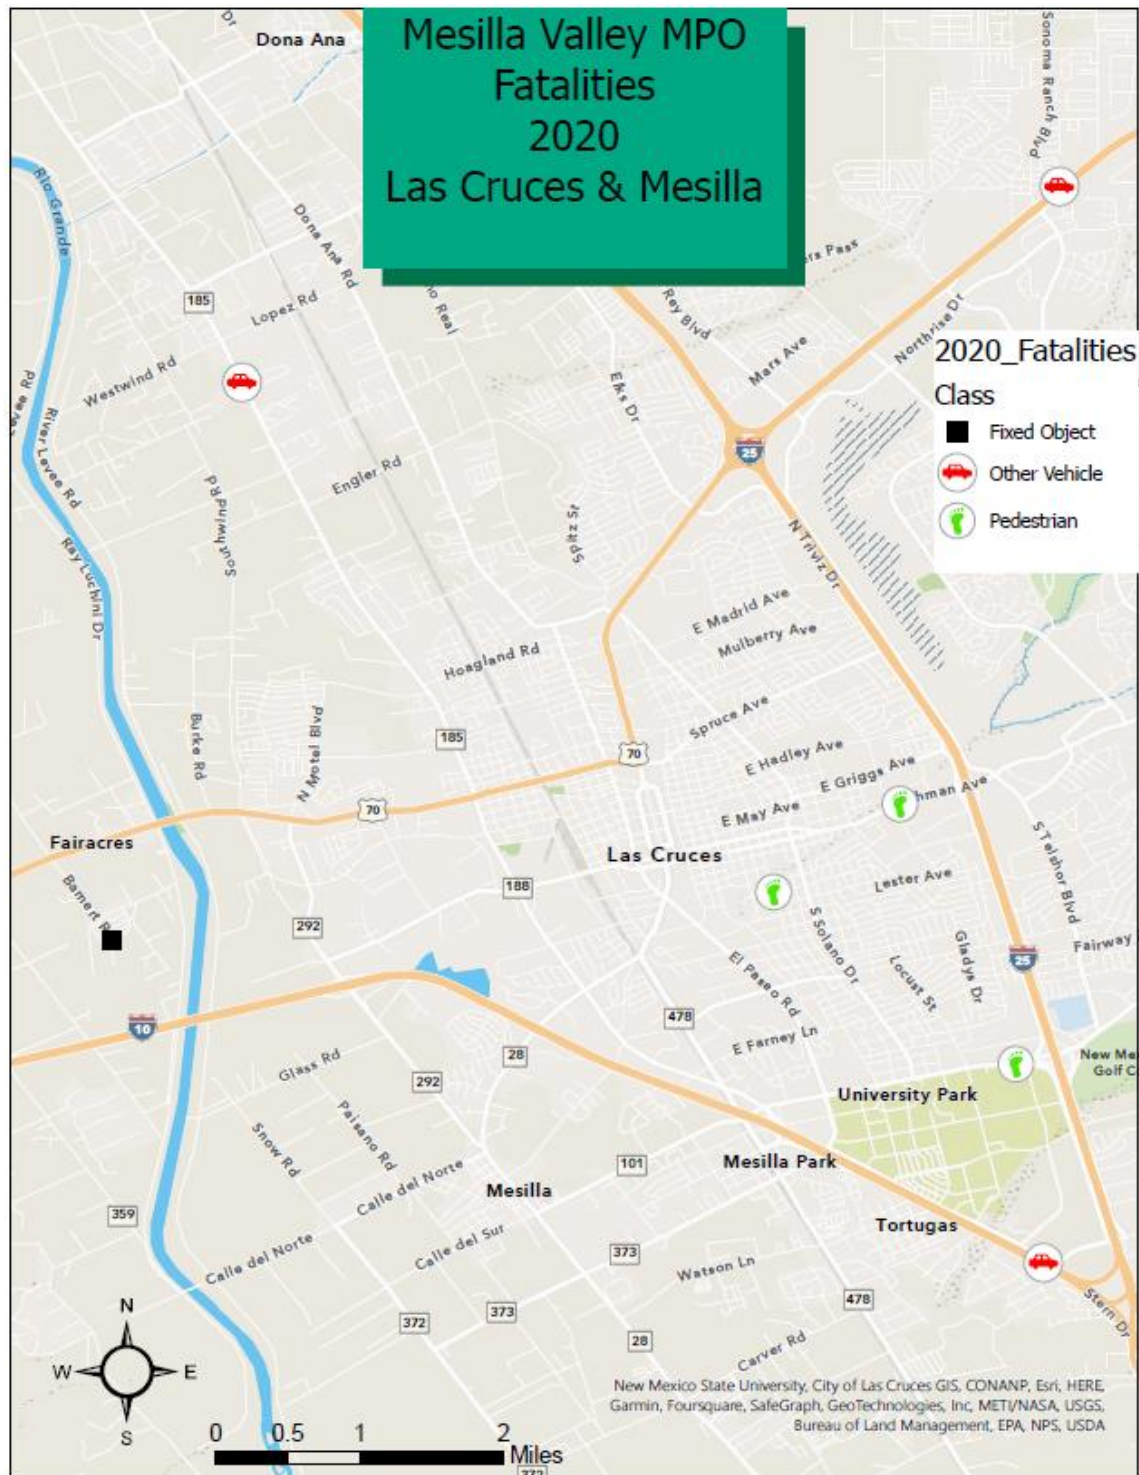 Mesilla Valley MPO
Fatalities
2020
Las Cruces & Mesilla
Dona Ana
Dr
Sonoma Ranch Blvd
Rio Grande
Dona Ana Rd
185
Lopez Rd
Rey Blvd
Mars Ave
Northrise Dr
2020_Fatalities
Class
Fixed Object
Other Vehicle
Pedestrian
Westwind Rd
Elks Dr
River Levee Rd
25
Engler Rd
Southwind Rd
Spitz St
N Triviz Dr
Ray Luchini Dr
E Madrid Ave
Mulberry Ave
Hoagland Rd
Spruce Ave
Burke Rd
N Motel Blvd
185
70
E Hadley Ave
E Griggs Ave
70
E May Ave
hman Ave
Fairacres
Las Cruces
S Telshor Blvd
188
Lester Ave
292
S Solano Dr
Gladys Dr
Fairway
El Paseo Rd
Locust St
25
10
478
E Farney Ln
28
Glass Rd
New Me
Golf C
292
University Park
Paisano Rd
Snow Rd
101
Mesilla Park
Calle del Norte
Mesilla
359
Tortugas
Calle del Sur
Calle del Norte
373
Watson Ln
Stern Dr
478
373
372
28
Carver Rd
N
W
E
S
New Mexico State University, City of Las Cruces GIS, CONANP, Esri, HERE,
Garmin, Foursquare, SafeGraph, GeoTechnologies, Inc, METI/NASA, USGS,
Bureau of Land Management, EPA, NPS, USDA
0 0.5 1 2
Miles
372